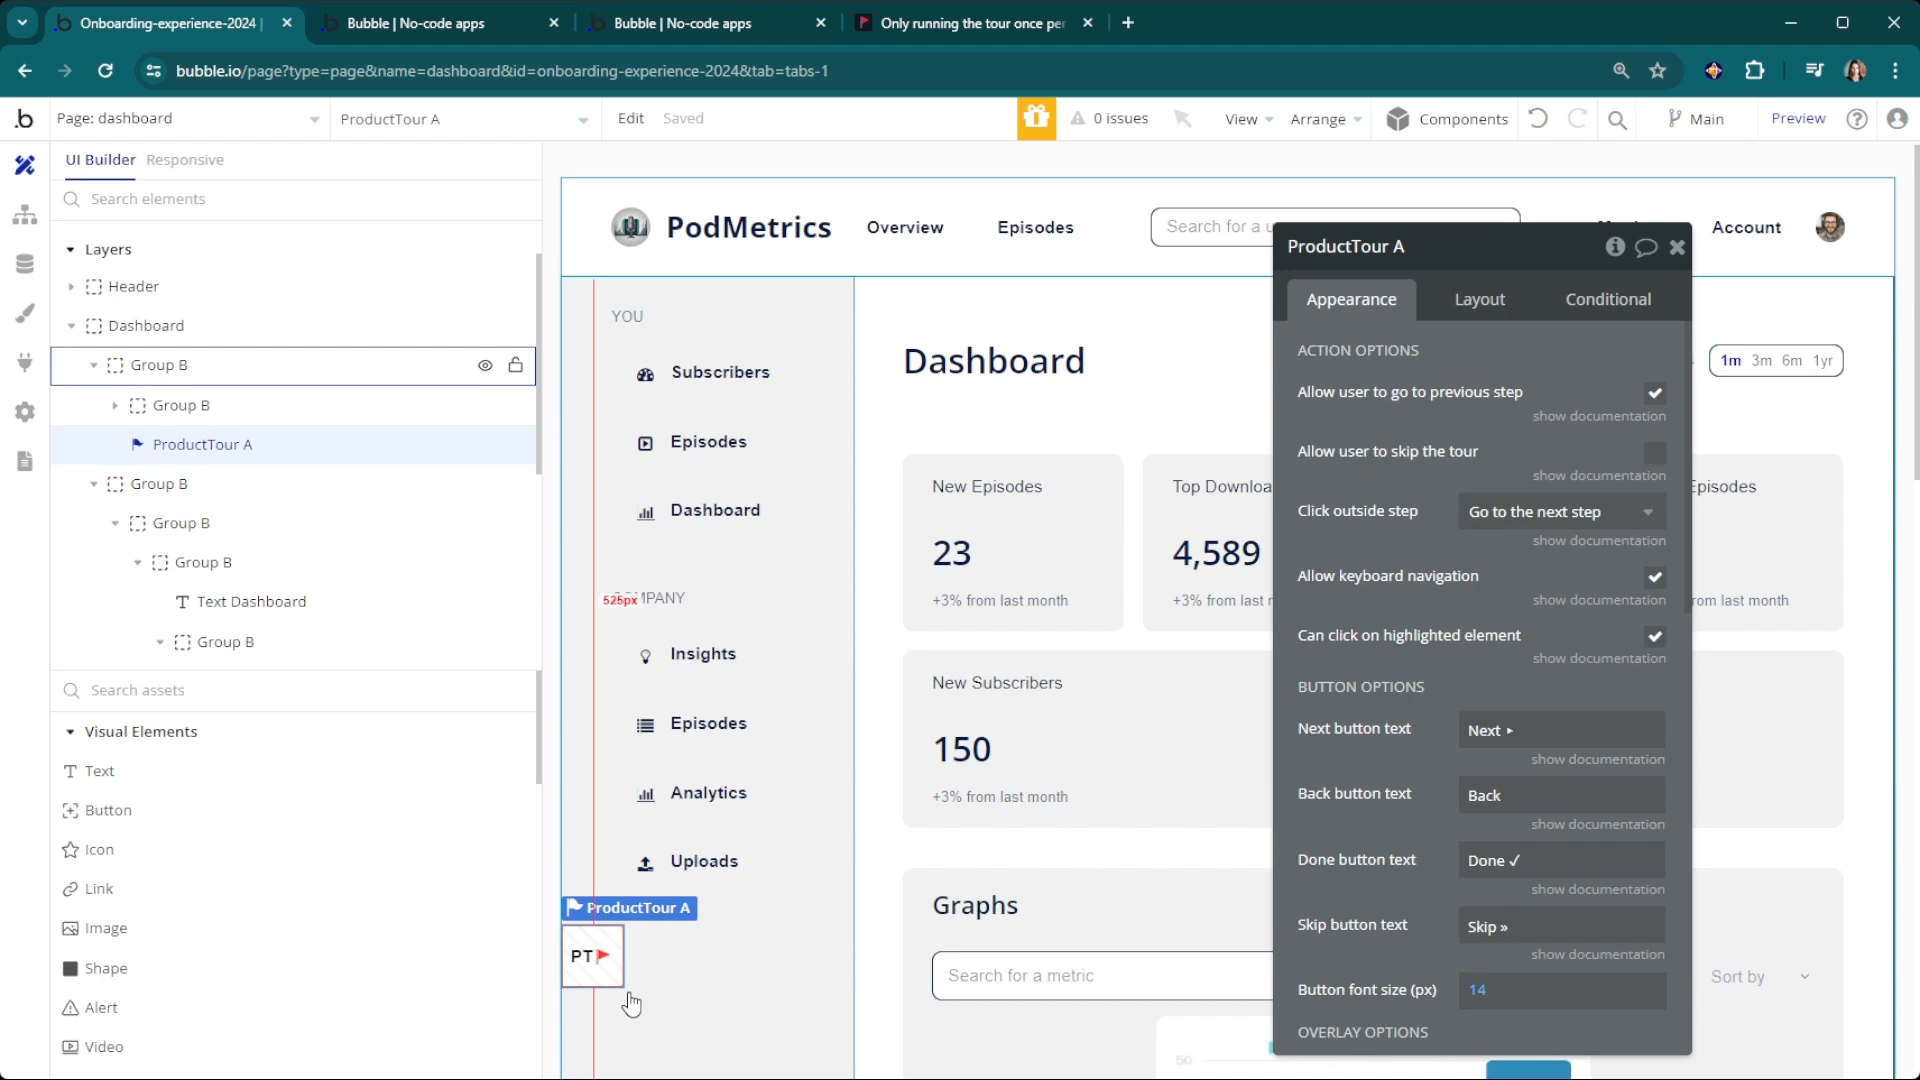 Onboarding-experience-2024 |
Bubble | No-code apps
Bubble | No-code apps
Only running the tour once per
bubble.io/page?type=page&name=dashboard&id=onboarding-experience-2024&tab=tabs-1
.b
Page: dashboard
ProductTour A
Edit
Saved
0 issues
View
Arrange
Components
Main
Preview
UI Builder
Responsive
Search elements
Layers
Header
Dashboard
Group B
Group B
ProductTour A
Group B
Group B
Group B
T Text Dashboard
Group B
Search assets
Visual Elements
T Text
Button
Icon
Link
Image
Shape
Alert
Video
PodMetrics
Overview
Episodes
Search for a u
Account
YOU
Subscribers
Episodes
Dashboard
525px
MPANY
Insights
Episodes
Analytics
Uploads
ProductTour A
PT
Dashboard
1m 3m 6m 1yr
New Episodes
23
+3% from last month
Top Downloa
4,589
+3% from last
Episodes
rom last month
New Subscribers
150
+3% from last month
Graphs
Search for a metric
Sort by
50
ProductTour A
Appearance
Layout
Conditional
ACTION OPTIONS
Allow user to go to previous step
show documentation
Allow user to skip the tour
show documentation
Click outside step
Go to the next step
show documentation
Allow keyboard navigation
show documentation
Can click on highlighted element
show documentation
BUTTON OPTIONS
Next button text
Next ▸
show documentation
Back button text
Back
show documentation
Done button text
Done ✓
show documentation
Skip button text
Skip »
show documentation
Button font size (px)
14
OVERLAY OPTIONS